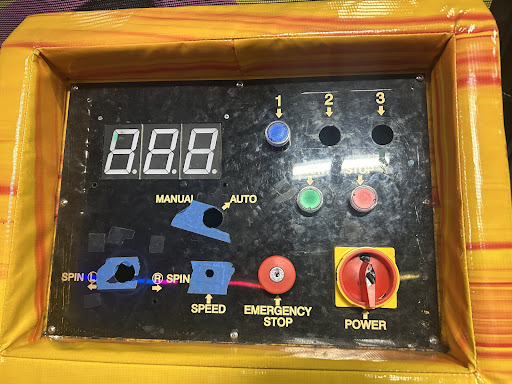 1 2 3
MANUAL AUTO
SPIN L R SPIN
SPEED
EMERGENCY
STOP
POWER